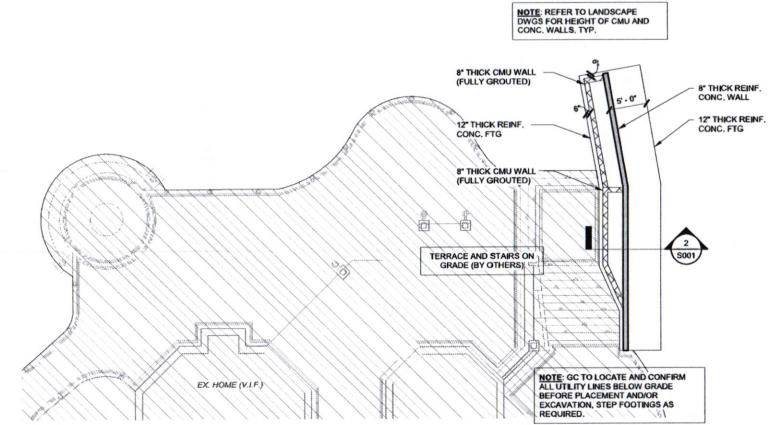 NOTE: REFER TO LANDSCAPE
DWGS FOR HEIGHT OF CMU AND
CONC. WALLS, TYP.
8" THICK CMU WALL
(FULLY GROUTED)
6"
6"
5' - 0"
8" THICK REINF.
CONC. WALL
12" THICK REINF.
CONC. FTG
12" THICK REINF.
CONC. FTG
8" THICK CMU WALL
(FULLY GROUTED)
2
S001
TERRACE AND STAIRS ON
GRADE (BY OTHERS)
EX. HOME (V.I.F.)
NOTE: GC TO LOCATE AND CONFIRM
ALL UTILITY LINES BELOW GRADE
BEFORE PLACEMENT AND/OR
EXCAVATION, STEP FOOTINGS AS
REQUIRED.